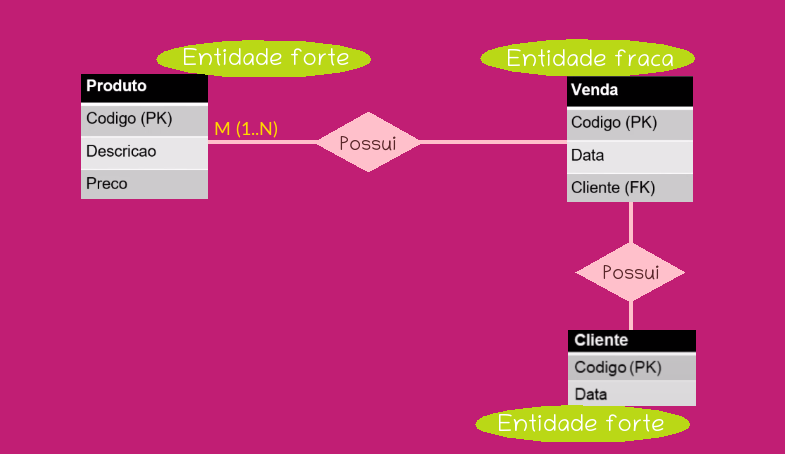 Entidade forte
Produto
Codigo (PK)
Descricao
Preco
M (1..N)
Possui
Entidade fraca
Venda
Codigo (PK)
Data
Cliente (FK)
Possui
Cliente
Codigo (PK)
Data
Entidade forte